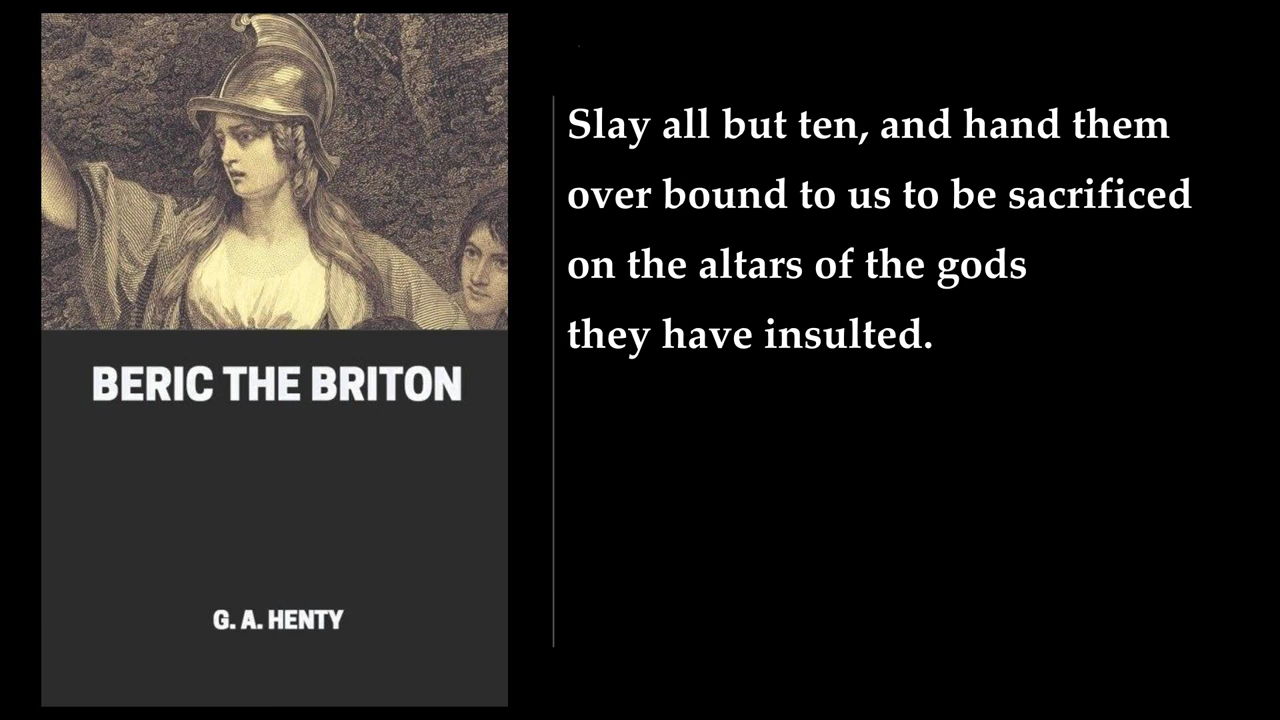 BERIC THE BRITON
G. A. HENTY
Slay all but ten, and hand them
over bound to us to be sacrificed
on the altars of the gods
they have insulted.